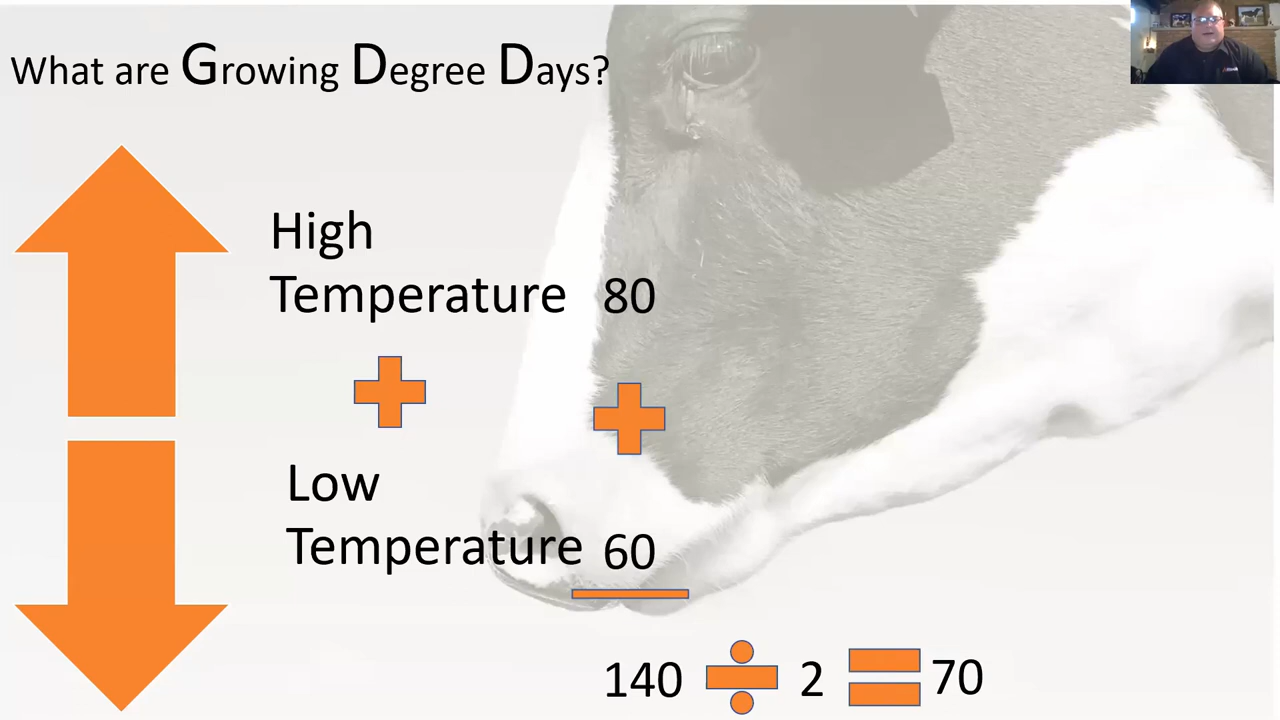 What are Growing Degree Days?
High
Temperature 80
Low
Temperature 60
140 ÷ 2 = 70